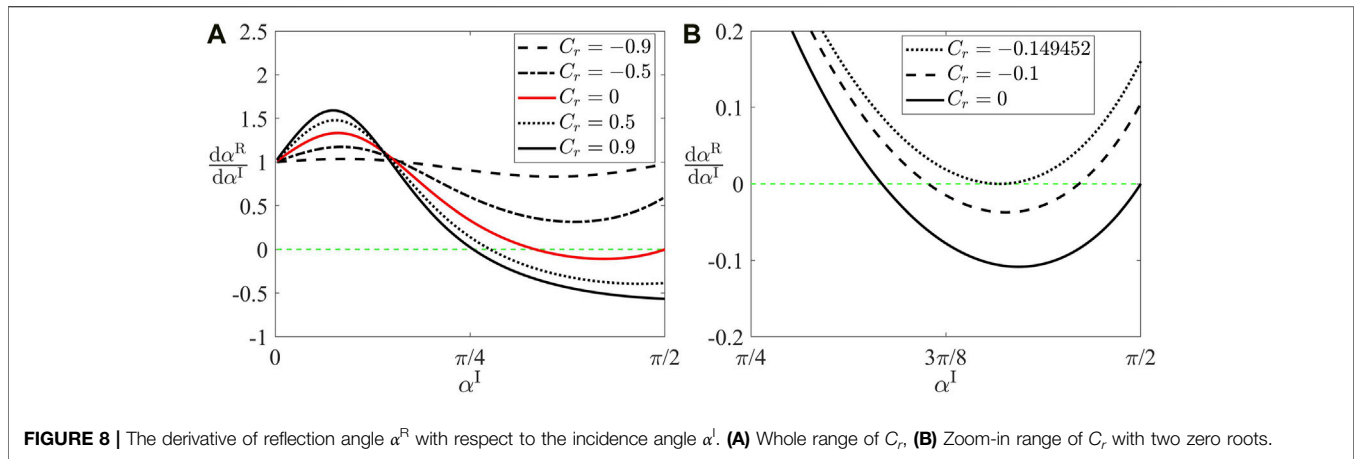 A
2.5
2
1.5
1
0.5
0
-0.5
-1
dα^R
dα^I
0
π/4
π/2
α^I
C_r = −0.9
C_r = −0.5
C_r = 0
C_r = 0.5
C_r = 0.9
B
0.2
0.1
0
-0.1
-0.2
dα^R
dα^I
π/4
3π/8
π/2
α^I
C_r = −0.149452
C_r = −0.1
C_r = 0
FIGURE 8 | The derivative of reflection angle α^R with respect to the incidence angle α^I. (A) Whole range of C_r, (B) Zoom-in range of C_r with two zero roots.